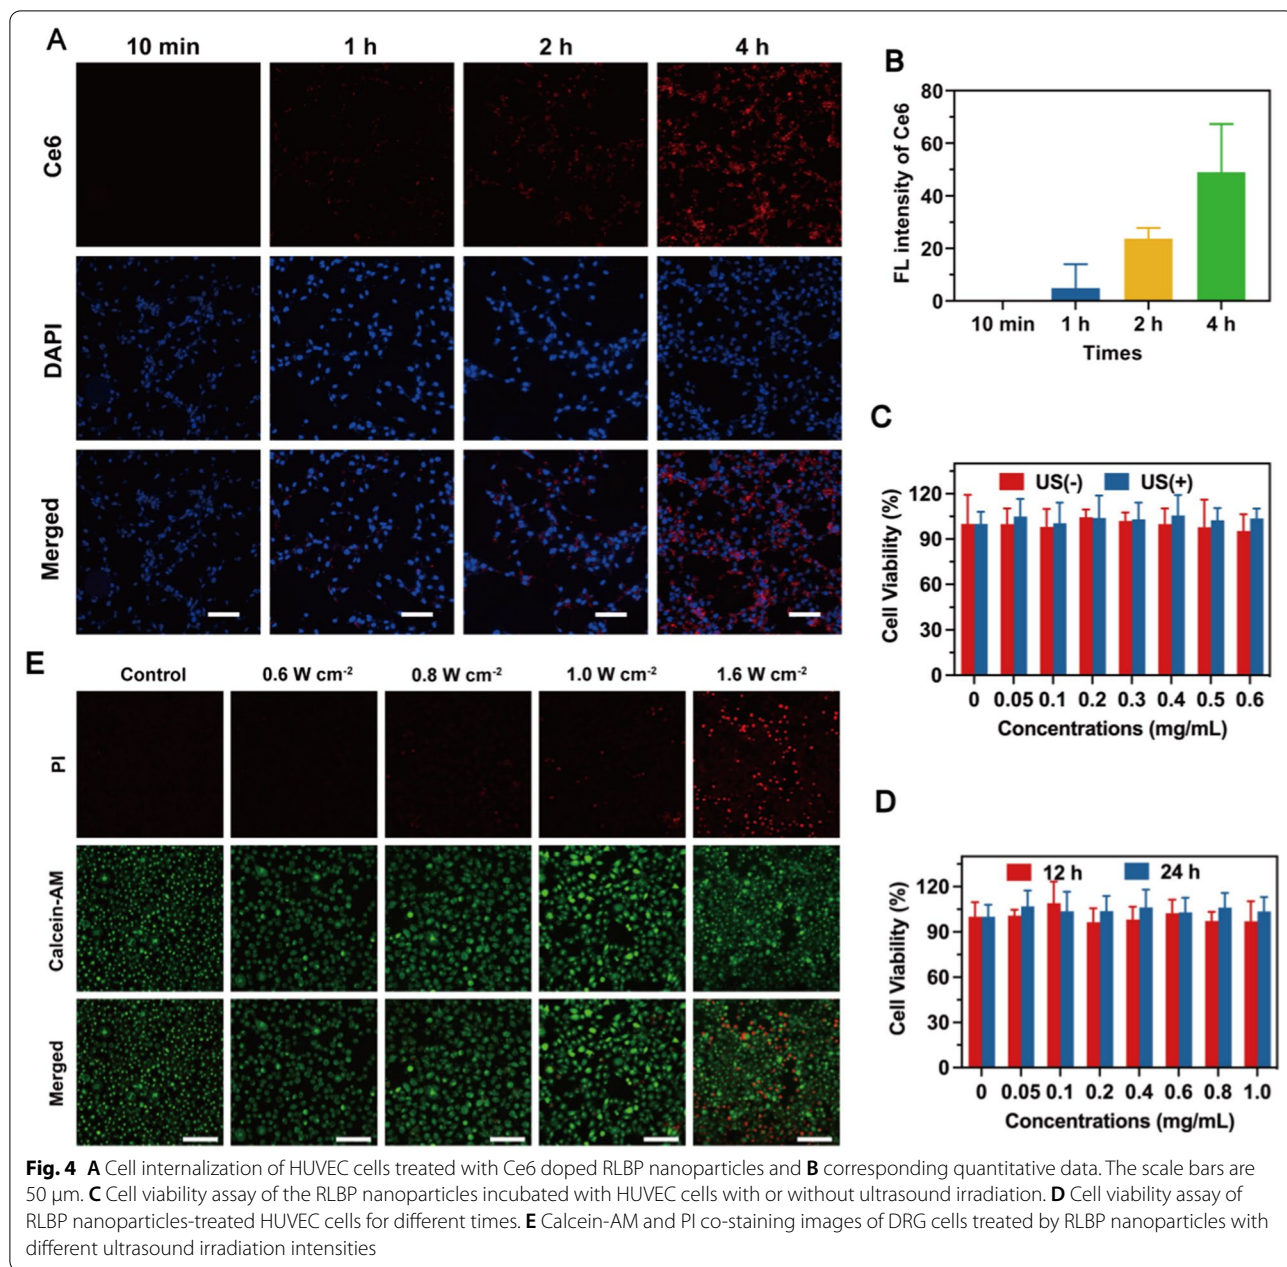 A
10 min 1 h 2 h 4 h
Ce6
DAPI
Merged
B
FL intensity of Ce6
80
60
40
20
0
10 min 1 h 2 h 4 h
Times
C
US(-) US(+)
Cell Viability (%)
120
90
60
30
0
0 0.05 0.1 0.2 0.3 0.4 0.5 0.6
Concentrations (mg/mL)
D
12 h 24 h
Cell Viability (%)
120
90
60
30
0
0 0.05 0.1 0.2 0.4 0.6 0.8 1.0
Concentrations (mg/mL)
E
Control 0.6 W cm⁻² 0.8 W cm⁻² 1.0 W cm⁻² 1.6 W cm⁻²
PI
Calcein-AM
Merged
Fig. 4 A Cell internalization of HUVEC cells treated with Ce6 doped RLBP nanoparticles and B corresponding quantitative data. The scale bars are
50 μm. C Cell viability assay of the RLBP nanoparticles incubated with HUVEC cells with or without ultrasound irradiation. D Cell viability assay of
RLBP nanoparticles-treated HUVEC cells for different times. E Calcein-AM and PI co-staining images of DRG cells treated by RLBP nanoparticles with
different ultrasound irradiation intensities